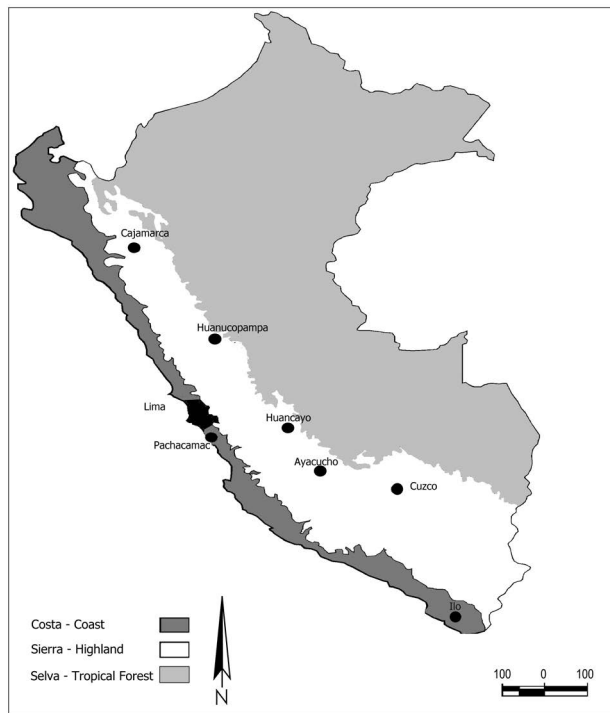 Cajamarca
Huanucopampa
Lima
Huancayo
Pachacamac
Ayacucho
Cuzco
Ilo
Costa - Coast
Sierra - Highland
Selva - Tropical Forest
N
100 0 100